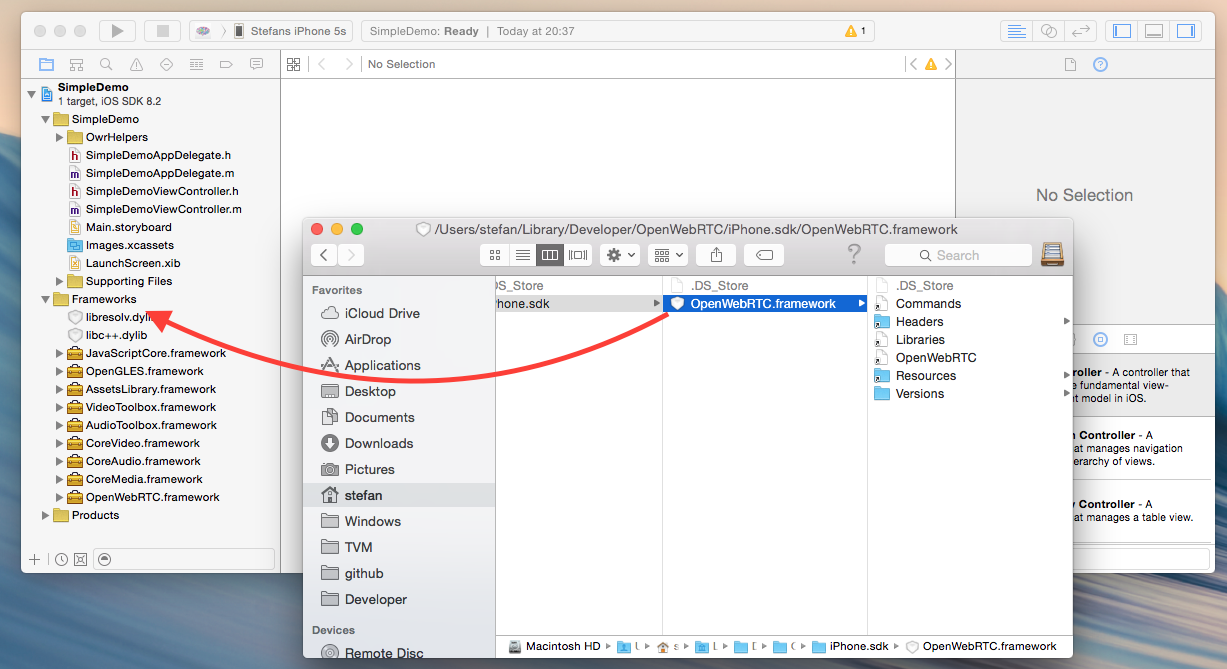 Stefans iPhone 5s
SimpleDemo: Ready | Today at 20:37
1
No Selection
SimpleDemo
1 target, iOS SDK 8.2
SimpleDemo
OwrHelpers
SimpleDemoAppDelegate.h
SimpleDemoAppDelegate.m
SimpleDemoViewController.h
SimpleDemoViewController.m
Main.storyboard
Images.xcassets
LaunchScreen.xib
Supporting Files
Frameworks
libresolv.dyli
libc++.dylib
JavaScriptCore.framework
OpenGLES.framework
AssetsLibrary.framework
VideoToolbox.framework
AudioToolbox.framework
CoreVideo.framework
CoreAudio.framework
CoreMedia.framework
OpenWebRTC.framework
Products
No Selection
/Users/stefan/Library/Developer/OpenWebRTC/iPhone.sdk/OpenWebRTC.framework
Search
Favorites
iCloud Drive
AirDrop
Applications
Desktop
Documents
Downloads
Pictures
stefan
Windows
TVM
github
Developer
Devices
Remote Disc
DS_Store
hone.sdk
.DS_Store
OpenWebRTC.framework
.DS_Store
Commands
Headers
Libraries
OpenWebRTC
Resources
Versions
Macintosh HD
iPhone.sdk
OpenWebRTC.framework
roller - A controller that
e fundamental view-
nt model in iOS.
n Controller - A
at manages navigation
erarchy of views.
y Controller - A
at manages a table view.